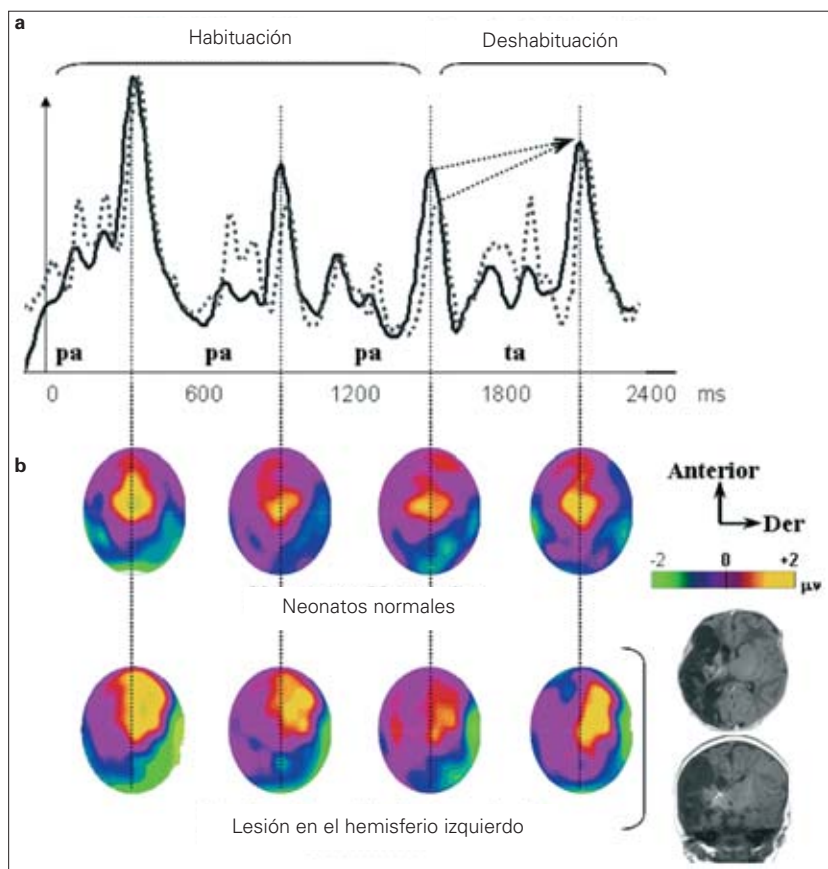 a
Habituación
Deshabituación
pa pa pa ta
0 600 1200 1800 2400 ms
b
Anterior
Der
-2 0 +2
μv
Neonatos normales
Lesión en el hemisferio izquierdo